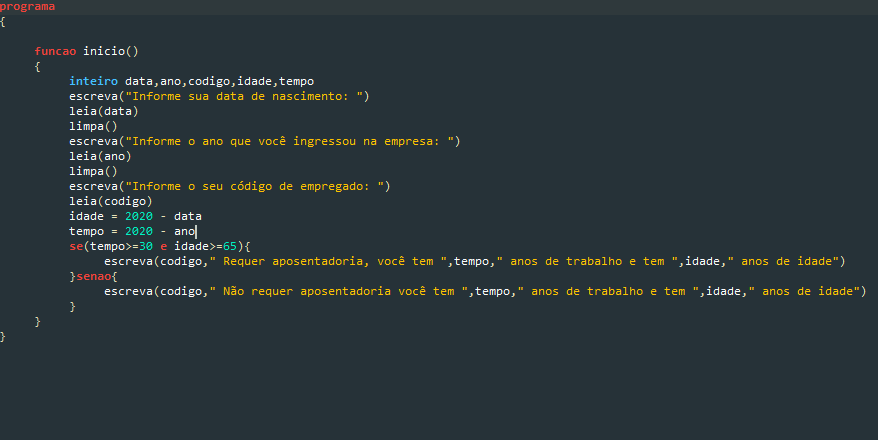 programa
{
funcao inicio()
{
inteiro data,ano,codigo,idade,tempo
escreva("Informe sua data de nascimento: ")
leia(data)
limpa()
escreva("Informe o ano que você ingressou na empresa: ")
leia(ano)
limpa()
escreva("Informe o seu código de empregado: ")
leia(codigo)
idade = 2020 - data
tempo = 2020 - ano
se(tempo>=30 e idade>=65){
escreva(codigo," Requer aposentadoria, você tem ",tempo," anos de trabalho e tem ",idade," anos de idade")
}senao{
escreva(codigo," Não requer aposentadoria você tem ",tempo," anos de trabalho e tem ",idade," anos de idade")
}
}
}